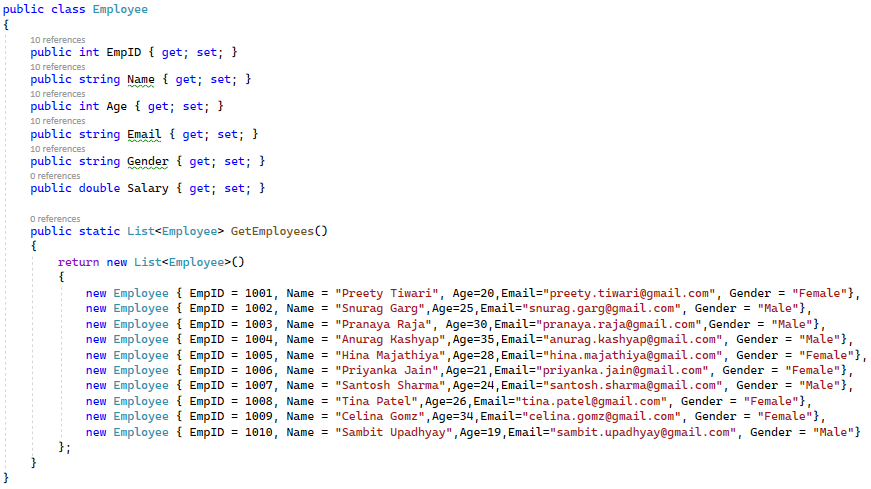 public class Employee
{
10 references
public int EmpID { get; set; }
10 references
public string Name { get; set; }
10 references
public int Age { get; set; }
10 references
public string Email { get; set; }
10 references
public string Gender { get; set; }
0 references
public double Salary { get; set; }
0 references
public static List<Employee> GetEmployees()
{
return new List<Employee>()
{
new Employee { EmpID = 1001, Name = "Preety Tiwari", Age=20,Email="preety.tiwari@gmail.com", Gender = "Female"},
new Employee { EmpID = 1002, Name = "Snurag Garg",Age=25,Email="snurag.garg@gmail.com", Gender = "Male"},
new Employee { EmpID = 1003, Name = "Pranaya Raja", Age=30,Email="pranaya.raja@gmail.com",Gender = "Male"},
new Employee { EmpID = 1004, Name = "Anurag Kashyap",Age=35,Email="anurag.kashyap@gmail.com", Gender = "Male"},
new Employee { EmpID = 1005, Name = "Hina Majathiya",Age=28,Email="hina.majathiya@gmail.com", Gender = "Female"},
new Employee { EmpID = 1006, Name = "Priyanka Jain",Age=21,Email="priyanka.jain@gmail.com", Gender = "Female"},
new Employee { EmpID = 1007, Name = "Santosh Sharma",Age=24,Email="santosh.sharma@gmail.com", Gender = "Male"},
new Employee { EmpID = 1008, Name = "Tina Patel",Age=26,Email="tina.patel@gmail.com", Gender = "Female"},
new Employee { EmpID = 1009, Name = "Celina Gomz",Age=34,Email="celina.gomz@gmail.com", Gender = "Female"},
new Employee { EmpID = 1010, Name = "Sambit Upadhyay",Age=19,Email="sambit.upadhyay@gmail.com", Gender = "Male"}
};
}
}